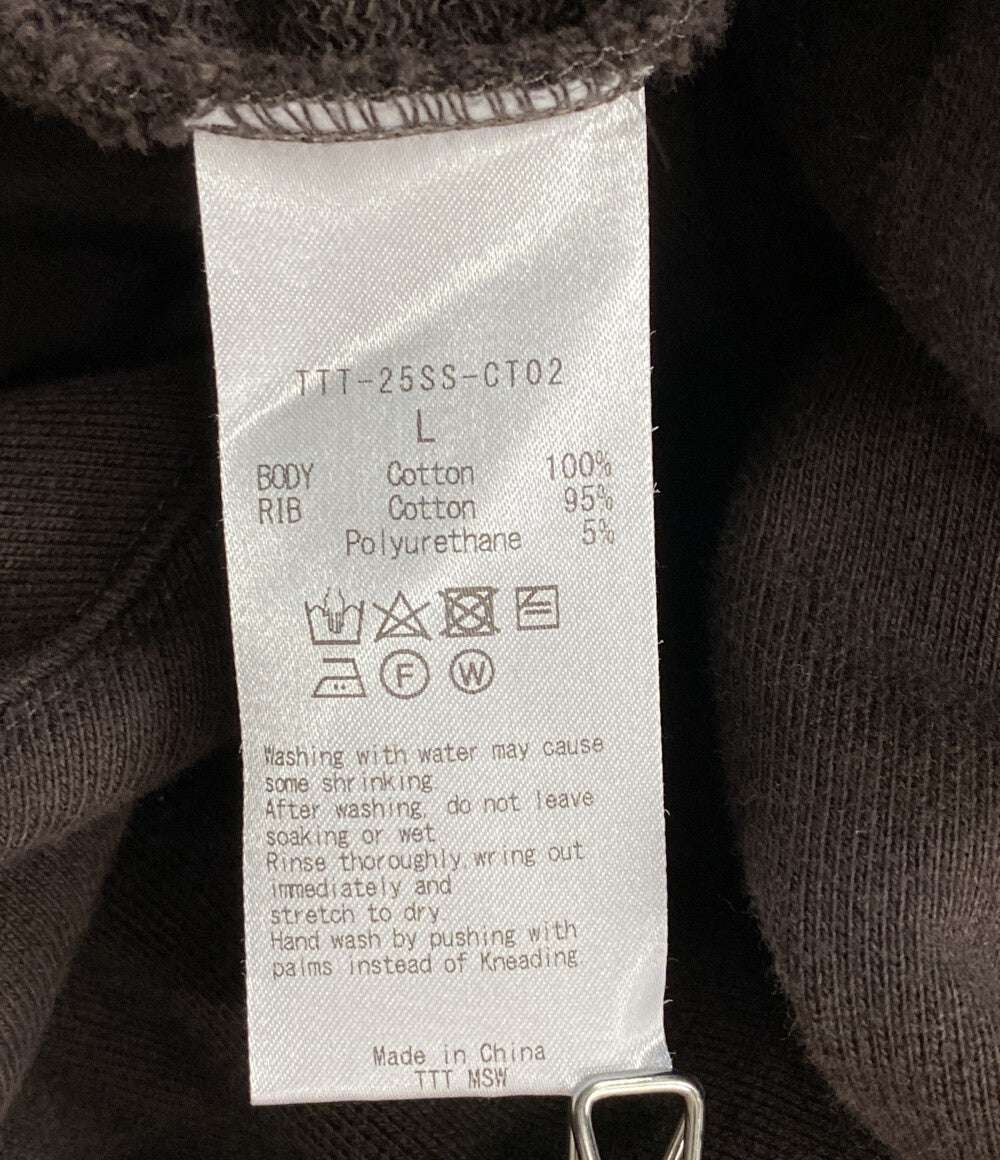 TTT-25SS-CT02
L
BODY Cotton 100%
RIB Cotton 95%
Polyurethane 5%
F W
Washing with water may cause
some shrinking
After washing, do not leave
soaking or wet
Rinse thoroughly,wring out
immediately and
stretch to dry
Hand wash by pushing with
palms instead of Kneading
Made in China
TTT MSW